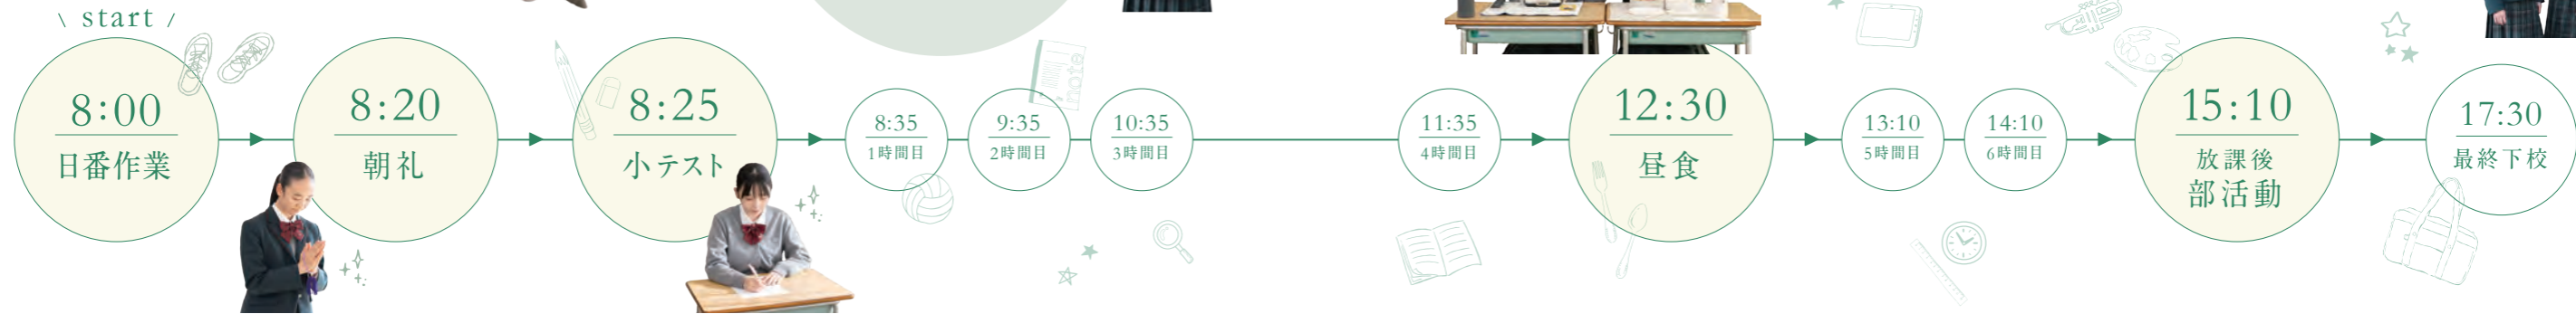 \ start /
8:00
日番作業
8:20
朝礼
8:25
小テスト
note
8:35
1時間目
9:35
2時間目
10:35
3時間目
11:35
4時間目
12:30
昼食
13:10
5時間目
14:10
6時間目
15:10
放課後
部活動
17:30
最終下校